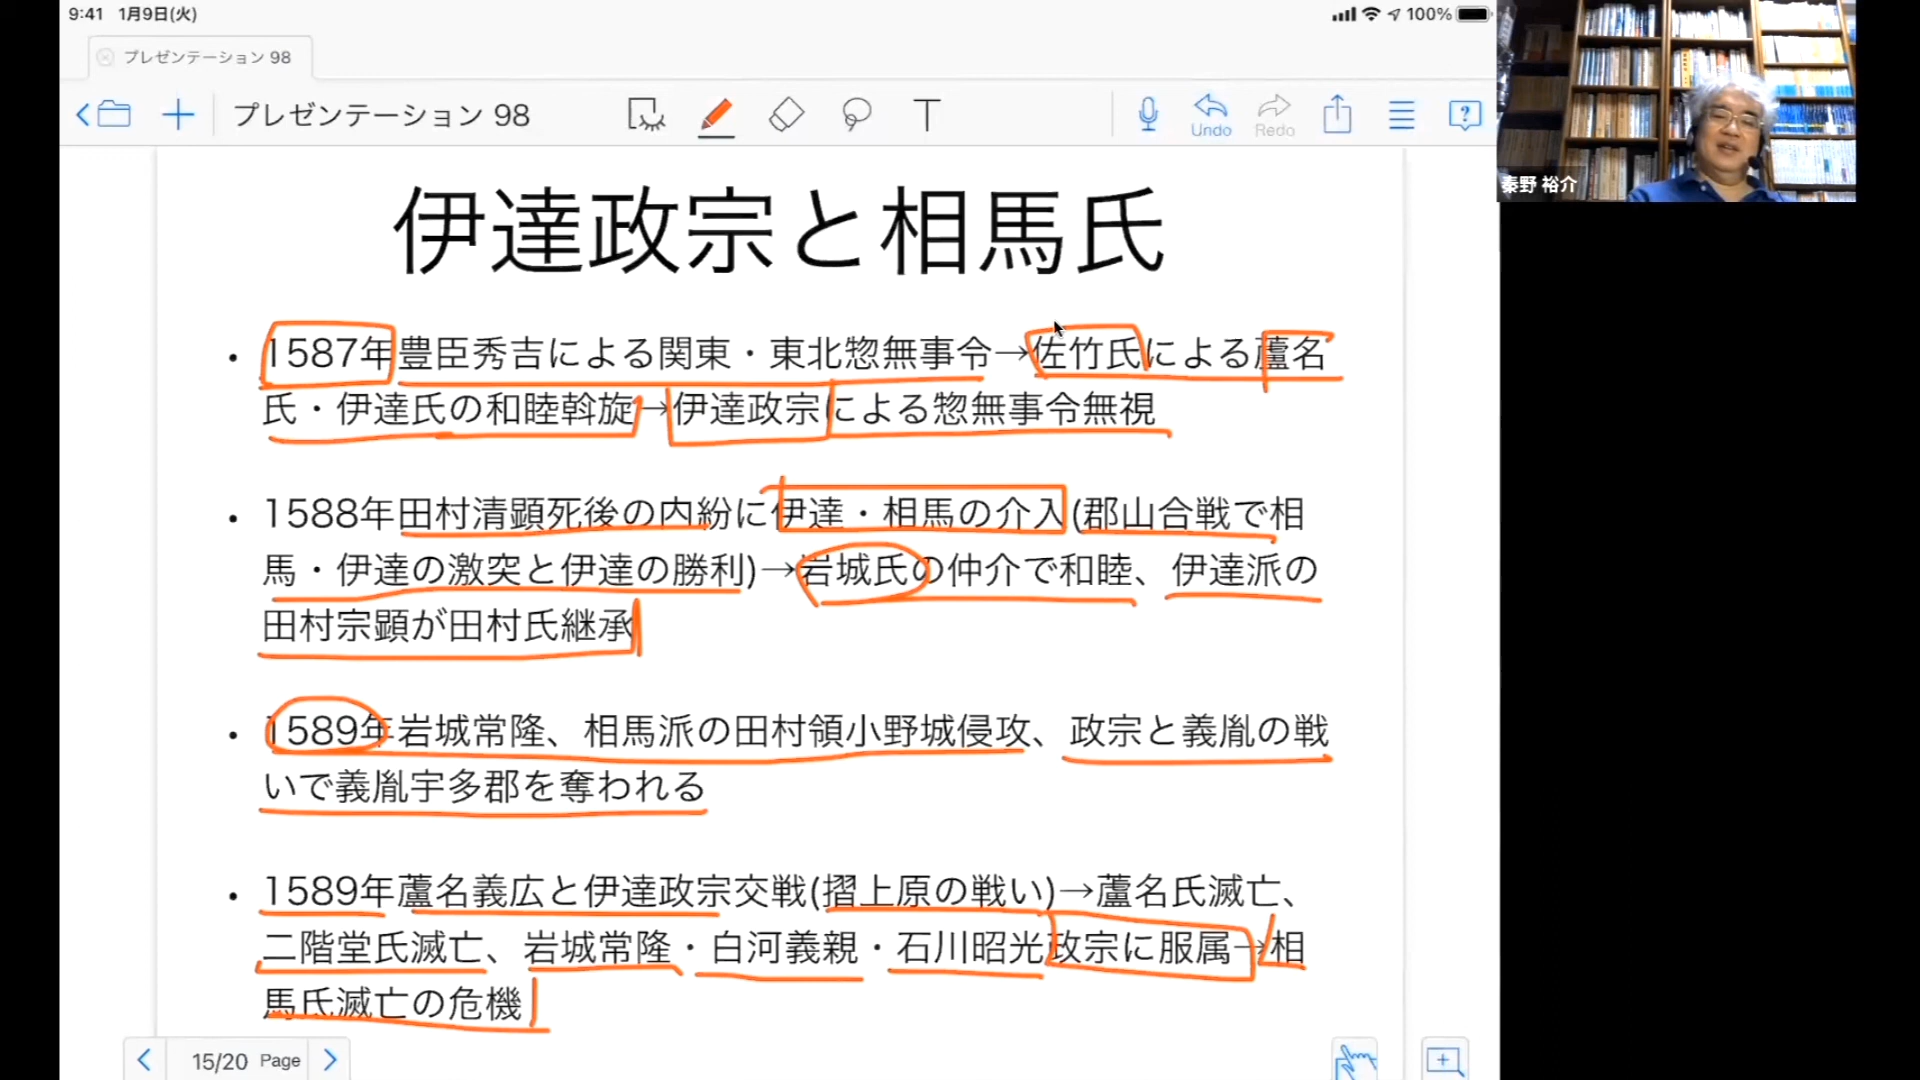 9:41 1月9日(火)
100%
プレゼンテーション 98
プレゼンテーション 98
T
Undo
Redo
?
秦野 裕介
伊達政宗と相馬氏
• 1587年豊臣秀吉による関東・東北惣無事令→佐竹氏による蘆名
氏・伊達氏の和睦斡旋→伊達政宗による惣無事令無視
• 1588年田村清顕死後の内紛に伊達・相馬の介入(郡山合戦で相
馬・伊達の激突と伊達の勝利)→岩城氏の仲介で和睦、伊達派の
田村宗顕が田村氏継承
• 1589年岩城常隆、相馬派の田村領小野城侵攻、政宗と義胤の戦
いで義胤宇多郡を奪われる
• 1589年蘆名義広と伊達政宗交戦(摺上原の戦い)→蘆名氏滅亡、
二階堂氏滅亡、岩城常隆・白河義親・石川昭光政宗に服属→相
馬氏滅亡の危機
15/20 Page